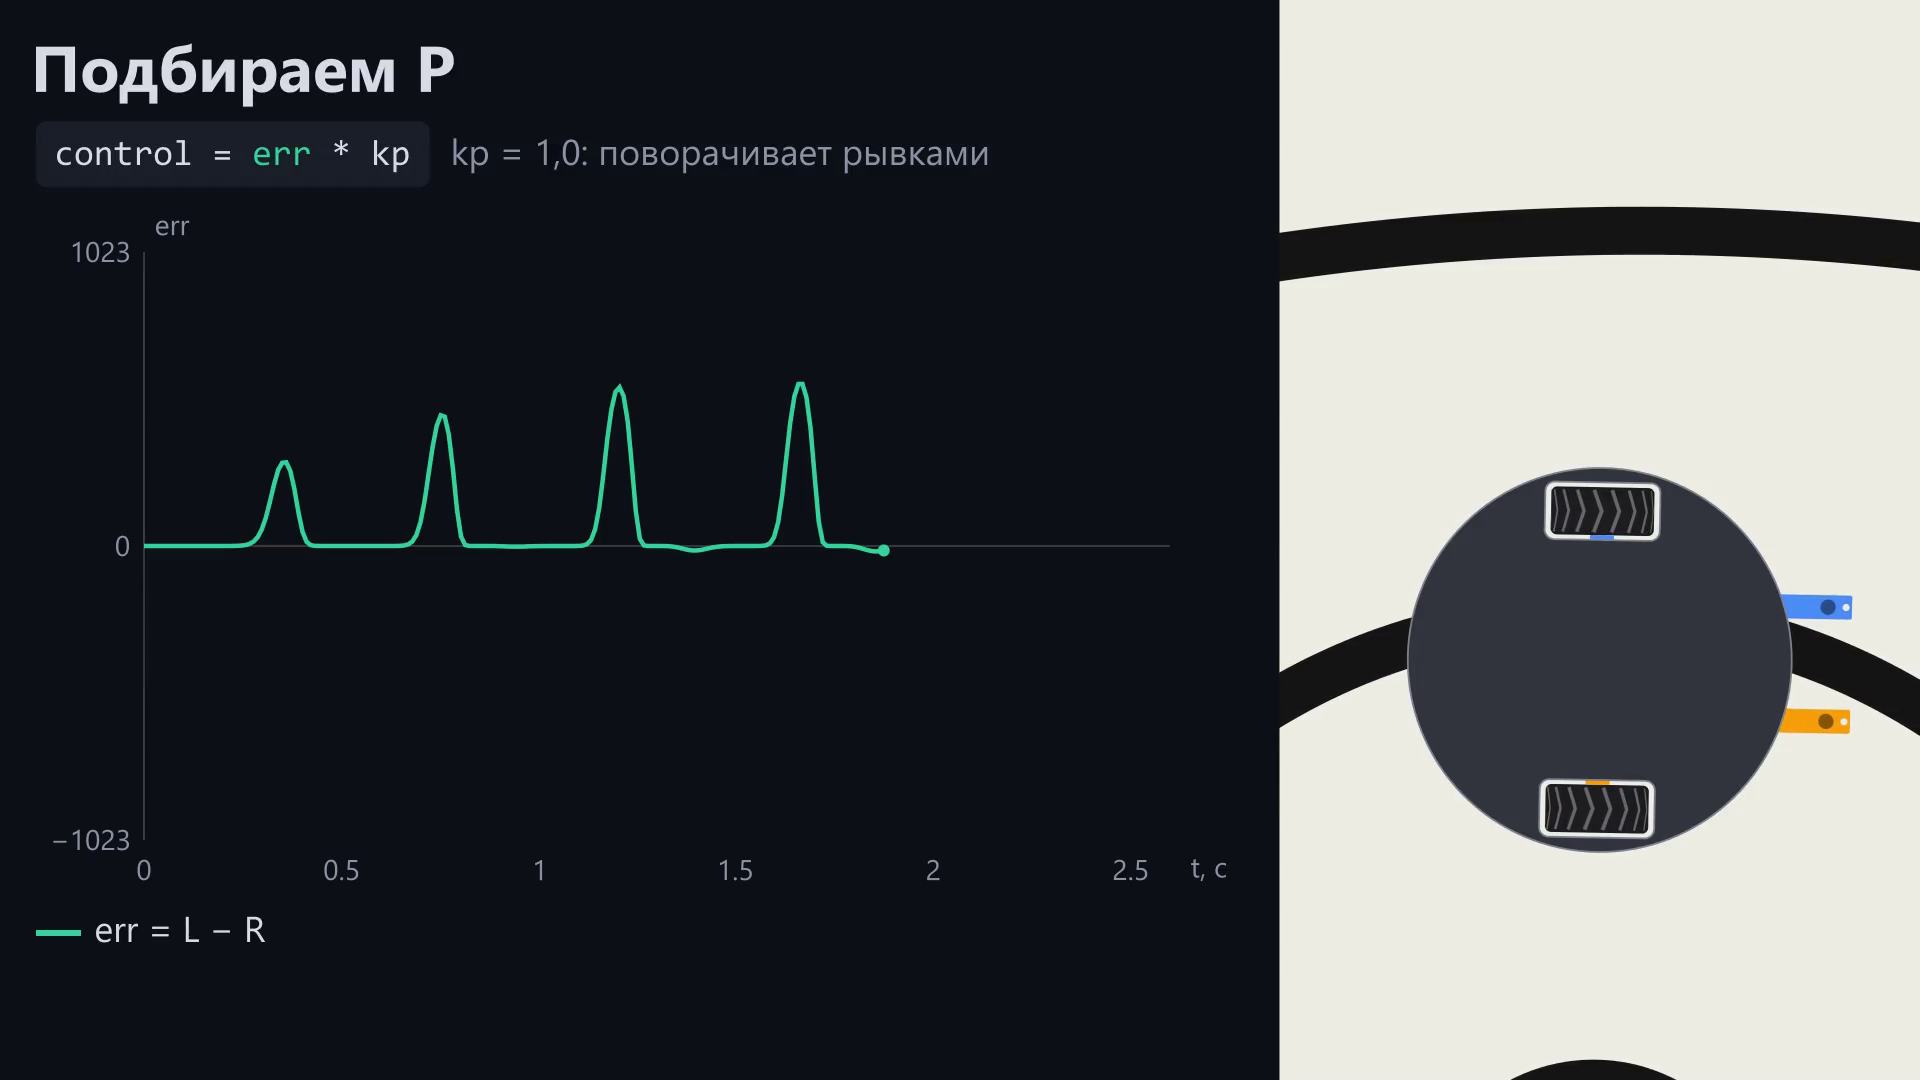 Подбираем P
control = err * kp
kp = 1,0: поворачивает рывками
err
1023
0
−1023
0
0.5
1
1.5
2
2.5
t, с
err = L − R